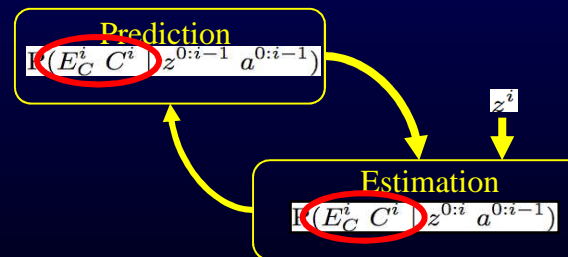 Prediction
P(E_C^i C^i | z^{0:i-1} a^{0:i-1})
z^i
Estimation
P(E_C^i C^i | z^{0:i} a^{0:i-1})